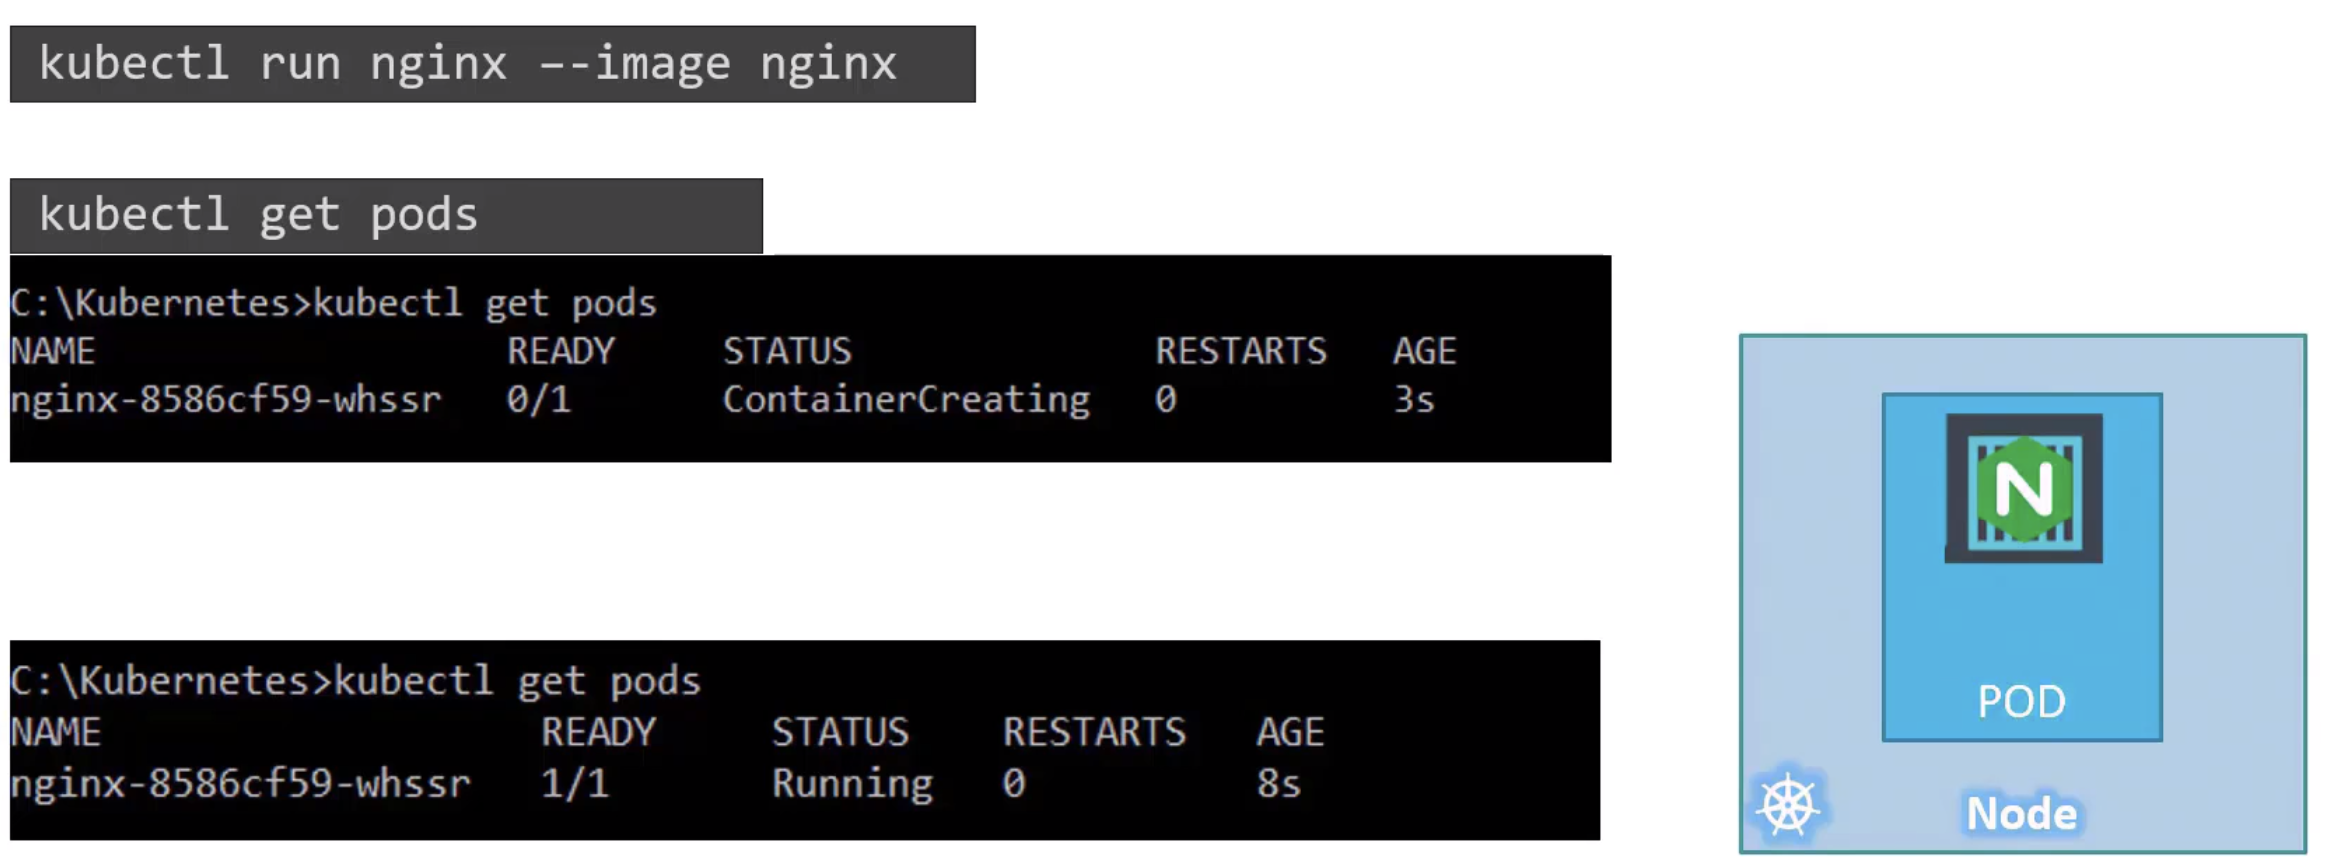 kubectl run nginx –-image nginx
kubectl get pods
C:\Kubernetes>kubectl get pods
NAME READY STATUS RESTARTS AGE
nginx-8586cf59-whssr 0/1 ContainerCreating 0 3s
C:\Kubernetes>kubectl get pods
NAME READY STATUS RESTARTS AGE
nginx-8586cf59-whssr 1/1 Running 0 8s
N
POD
Node